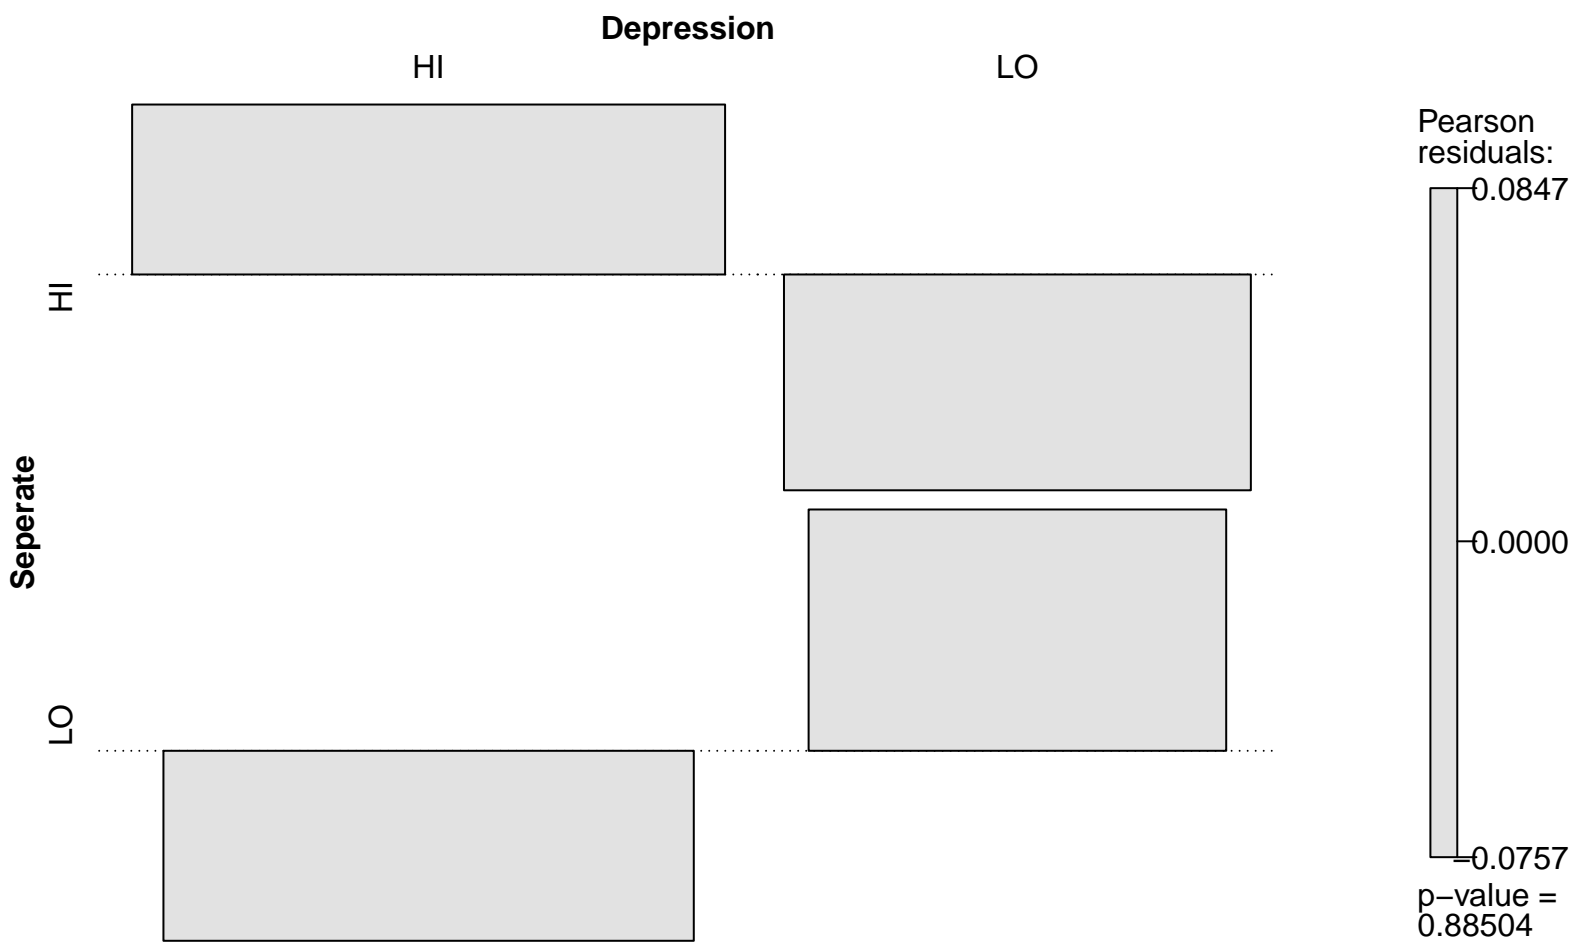 Depression
HI LO
Seperate
HI
LO
Pearson
residuals:
0.0847
0.0000
−0.0757
p−value =
0.88504